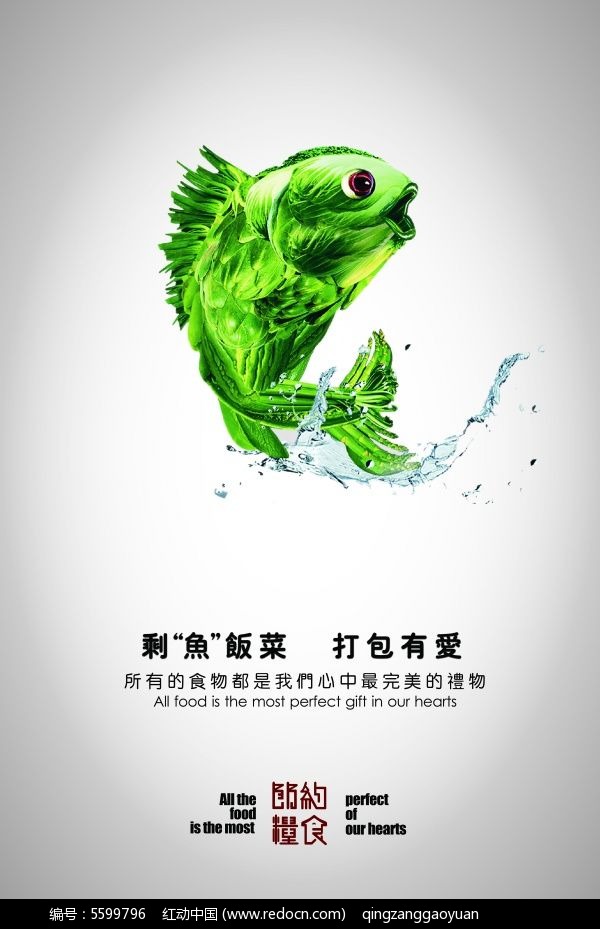 剩“魚”飯菜 打包有愛
所有的食物都是我們心中最完美的禮物
All food is the most perfect gift in our hearts
All the
food
is the most
節約
糧食
perfect
of
our hearts
编号：5599796 红动中国 (www.redocn.com) qingzanggaoyuan